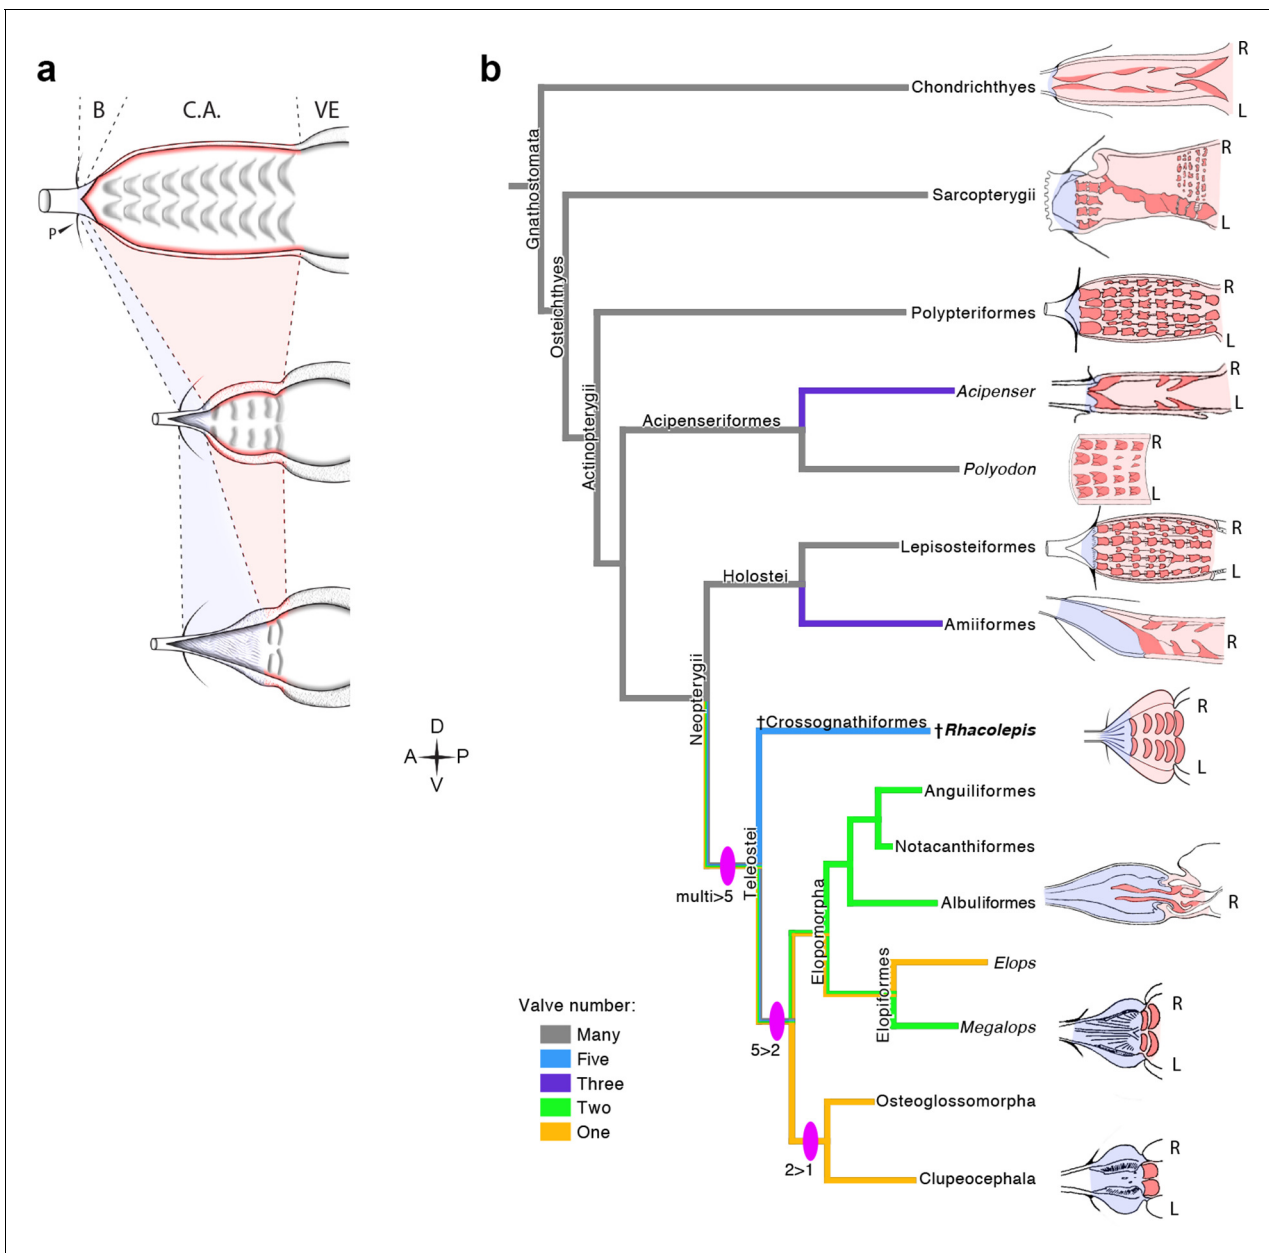 a
B
C.A.
VE
P
D
A
P
V
b
Gnathostomata
Chondrichthyes
R
L
Osteichthyes
Sarcopterygii
R
L
Actinopterygii
Polypteriformes
R
L
Acipenseriformes
Acipenser
R
L
Polyodon
R
L
Neopterygii
Holostei
Lepisosteiformes
R
L
Amiiformes
R
Teleostei
†Crossognathiformes
†Rhacolepis
R
L
multi>5
Elopomorpha
Anguiliformes
Notacanthiformes
Albuliformes
R
Elopiformes
Elops
Megalops
R
L
5>2
Osteoglossomorpha
2>1
Clupeocephala
R
L
Valve number:
Many
Five
Three
Two
One